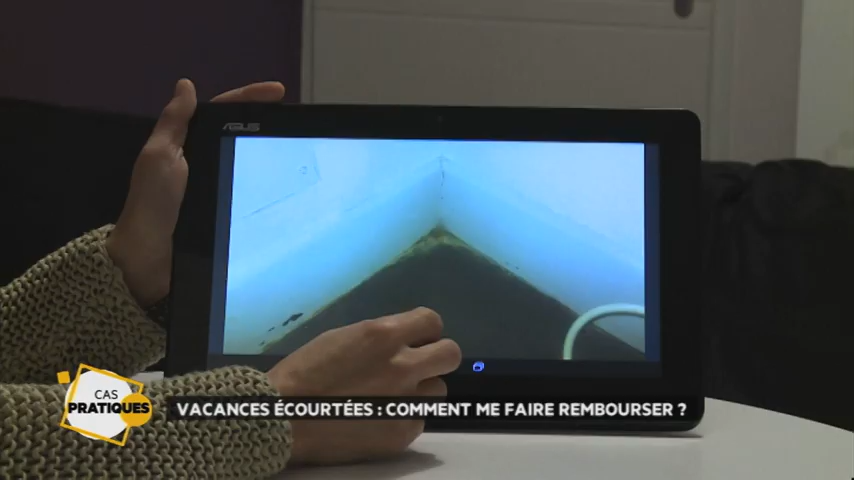 ASUS
CAS
PRATIQUES
VACANCES ÉCOURTÉES : COMMENT ME FAIRE REMBOURSER ?